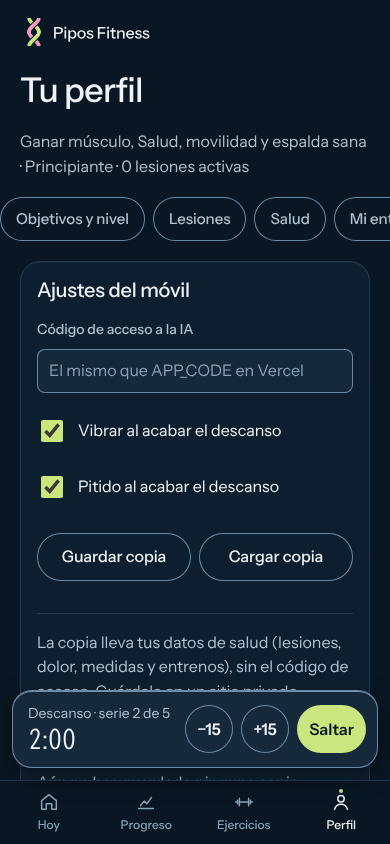 Pipos Fitness
Tu perfil
Ganar músculo, Salud, movilidad y espalda sana
· Principiante · 0 lesiones activas
Objetivos y nivel
Lesiones
Salud
Mi ent
Ajustes del móvil
Código de acceso a la IA
El mismo que APP_CODE en Vercel
Vibrar al acabar el descanso
Pitido al acabar el descanso
Guardar copia
Cargar copia
La copia lleva tus datos de salud (lesiones,
dolor, medidas y entrenos), sin el código de
Descanso · serie 2 de 5
2:00
−15
+15
Saltar
Hoy
Progreso
Ejercicios
Perfil